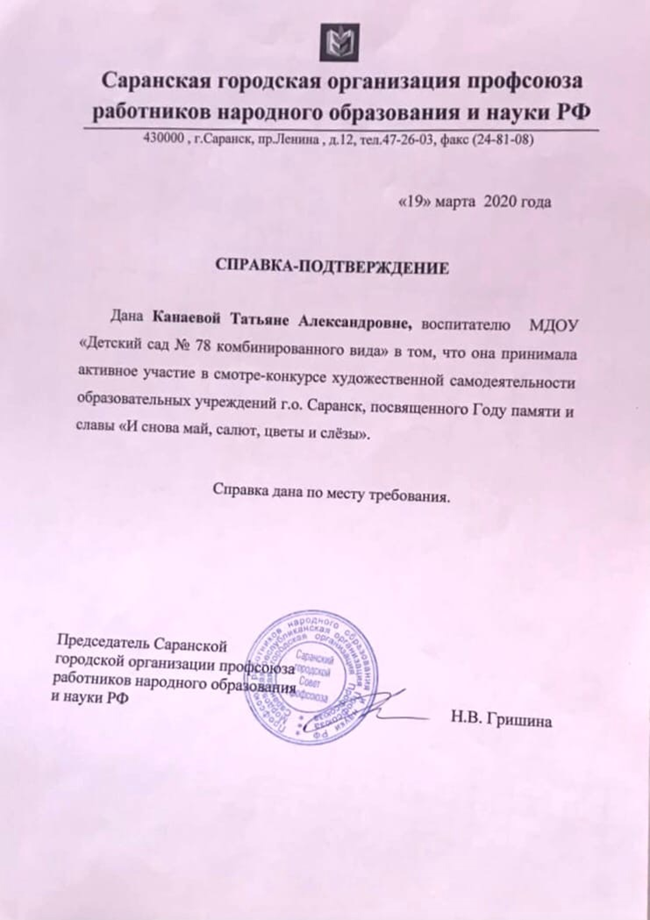 Саранская городская организация профсоюза
работников народного образования и науки РФ
430000 , г.Саранск, пр.Ленина , д.12, тел.47-26-03, факс (24-81-08)
«19» марта 2020 года
СПРАВКА-ПОДТВЕРЖДЕНИЕ
Дана Канаевой Татьяне Александровне, воспитателю МДОУ
«Детский сад № 78 комбинированного вида» в том, что она принимала
активное участие в смотре-конкурсе художественной самодеятельности
образовательных учреждений г.о. Саранск, посвященного Году памяти и
славы «И снова май, салют, цветы и слёзы».
Справка дана по месту требования.
Председатель Саранской
городской организации профсоюза
работников народного образования
и науки РФ
Саранский
городской
Совет
профсоюза
Н.В. Гришина